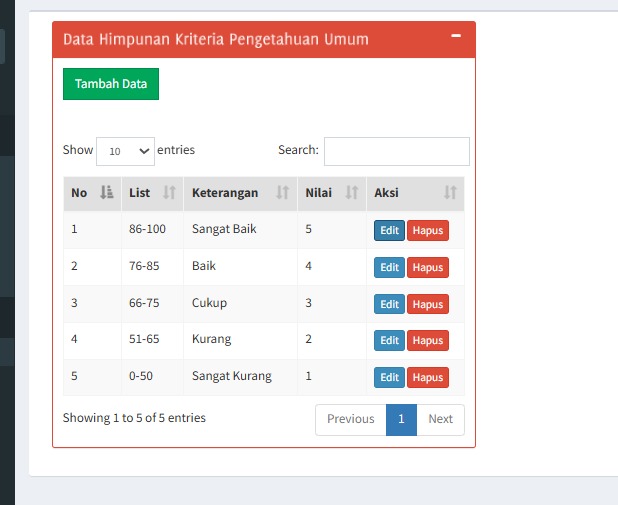 Data Himpunan Kriteria Pengetahuan Umum
Tambah Data
Show 10 entries Search:
No List Keterangan Nilai Aksi
1 86-100 Sangat Baik 5 Edit Hapus
2 76-85 Baik 4 Edit Hapus
3 66-75 Cukup 3 Edit Hapus
4 51-65 Kurang 2 Edit Hapus
5 0-50 Sangat Kurang 1 Edit Hapus
Showing 1 to 5 of 5 entries Previous 1 Next